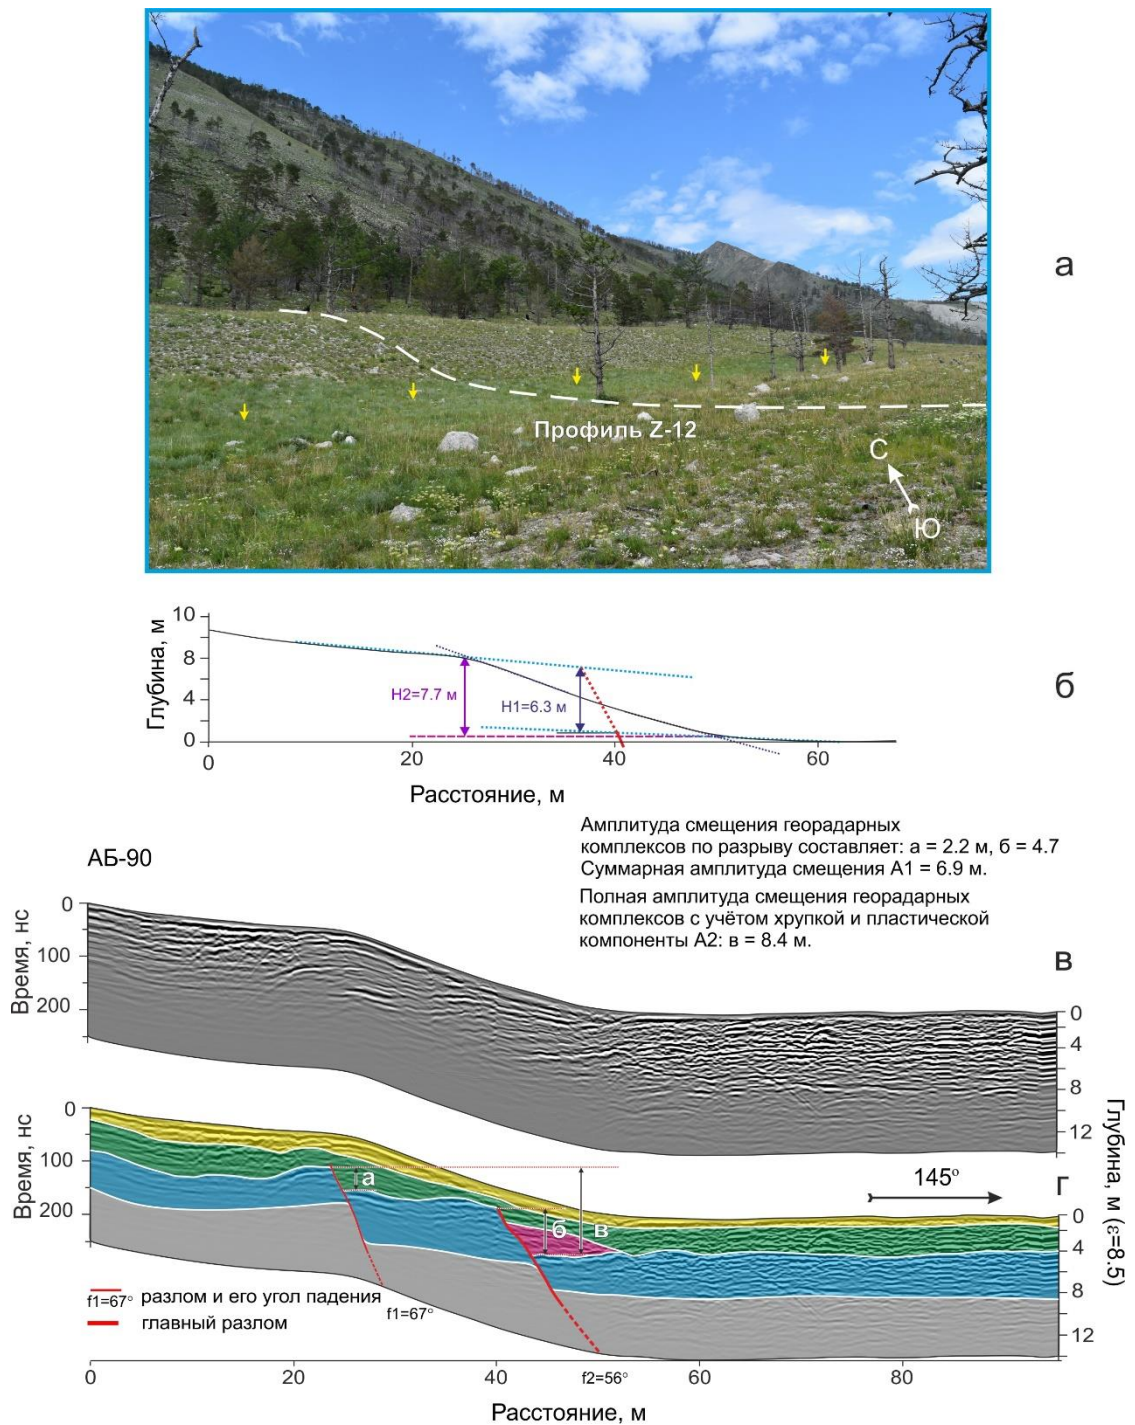 а
Профиль Z-12
С
Ю
б
Глубина, м
10
8
4
0
H2=7.7 м
H1=6.3 м
0
20
40
60
Расстояние, м
Амплитуда смещения георадарных
комплексов по разрыву составляет: а = 2.2 м, б = 4.7
Суммарная амплитуда смещения А1 = 6.9 м.
Полная амплитуда смещения георадарных
комплексов с учётом хрупкой и пластической
компоненты А2: в = 8.4 м.
АБ-90
в
Время, нс
0
100
200
0
4
8
12
Глубина, м (ε=8.5)
г
Время, нс
0
100
200
а
б
в
145°
0
4
8
12
f1=67° разлом и его угол падения
главный разлом
f1=67°
f2=56°
0
20
40
60
80
Расстояние, м